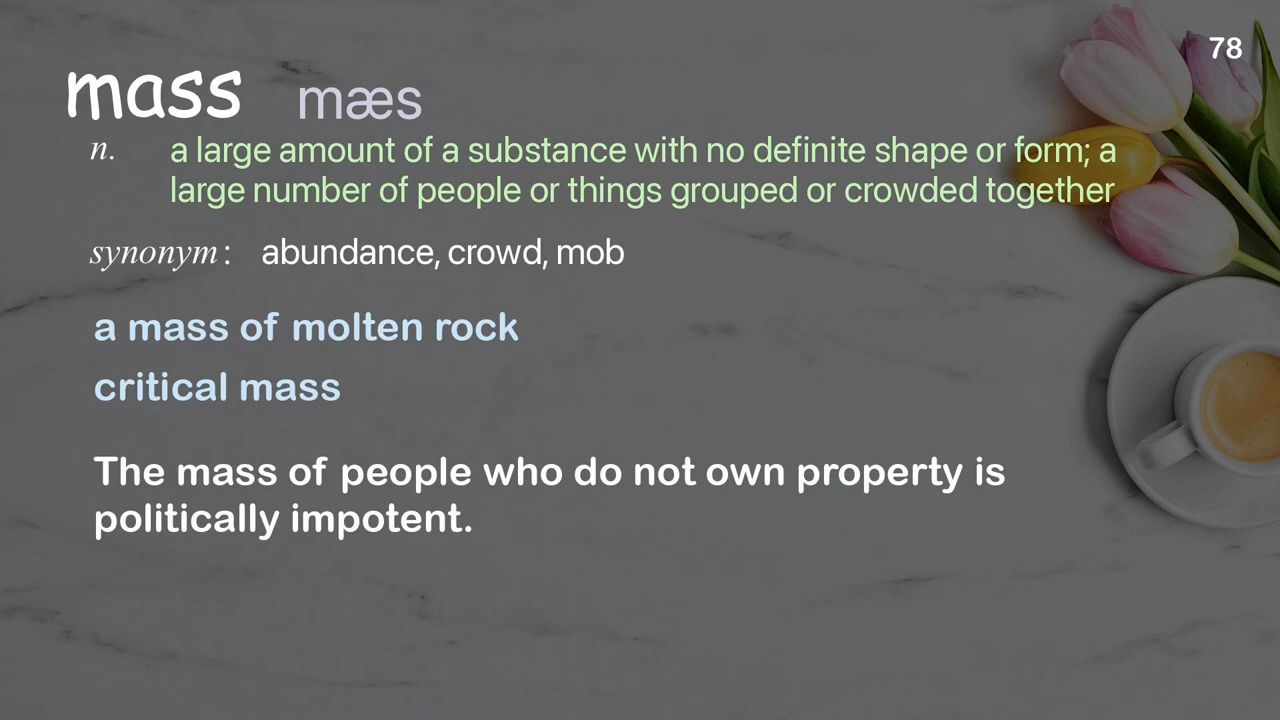 78
mass mæs
n. a large amount of a substance with no definite shape or form; a
large number of people or things grouped or crowded together
synonym: abundance, crowd, mob
a mass of molten rock
critical mass
The mass of people who do not own property is
politically impotent.